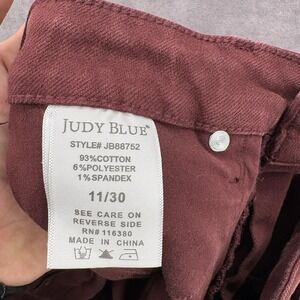 JUDY BLUE™
STYLE# JB88752
93%COTTON
6%POLYESTER
1%SPANDEX
11/30
SEE CARE ON
REVERSE SIDE
RN# 116380
MADE IN CHINA